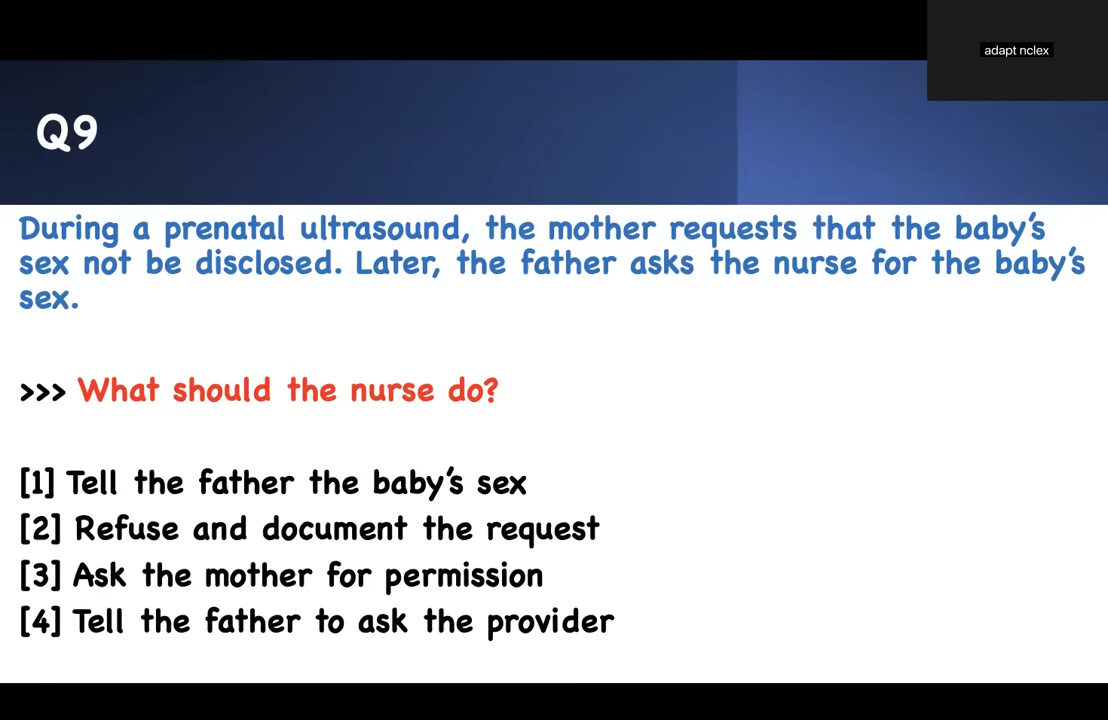 adapt nclex
Q9
During a prenatal ultrasound, the mother requests that the baby's
sex not be disclosed. Later, the father asks the nurse for the baby's
sex.
>>> What should the nurse do?
[1] Tell the father the baby's sex
[2] Refuse and document the request
[3] Ask the mother for permission
[4] Tell the father to ask the provider